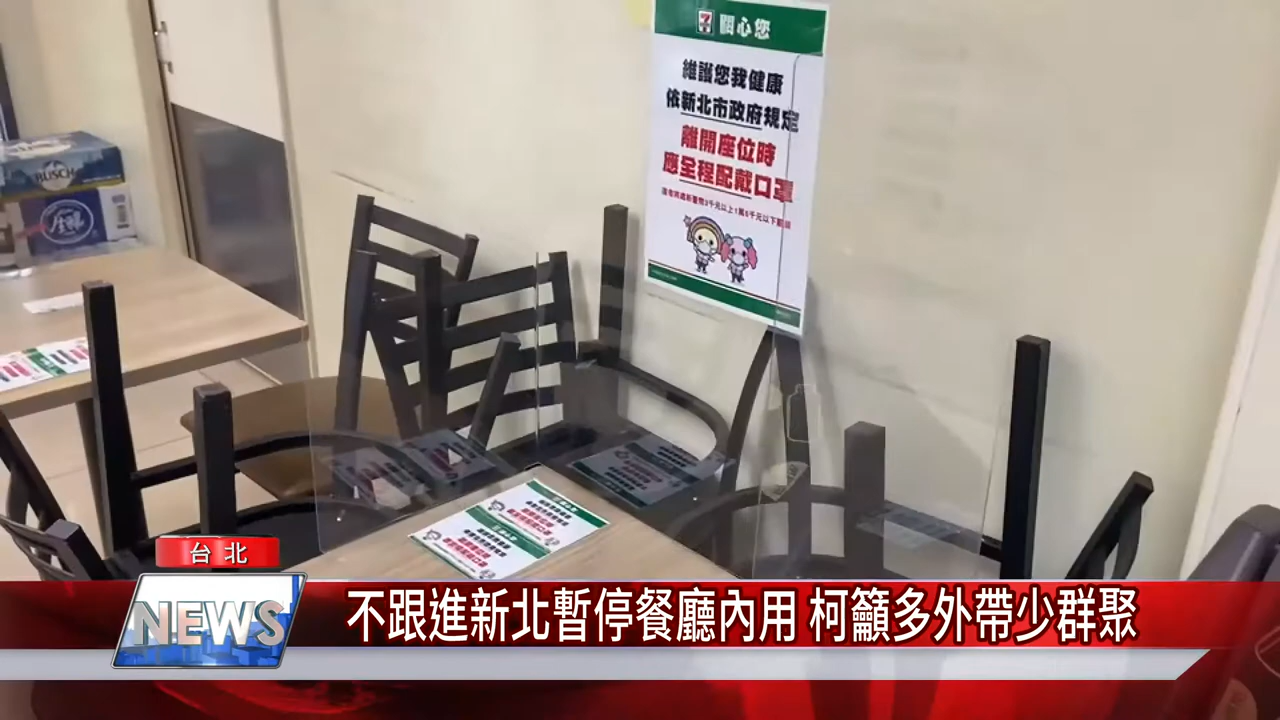 關心您
維護您我健康
依新北市政府規定
離開座位時
應全程配戴口罩
BUSCH
台北
NEWS
不跟進新北暫停餐廳內用 柯籲多外帶少群聚